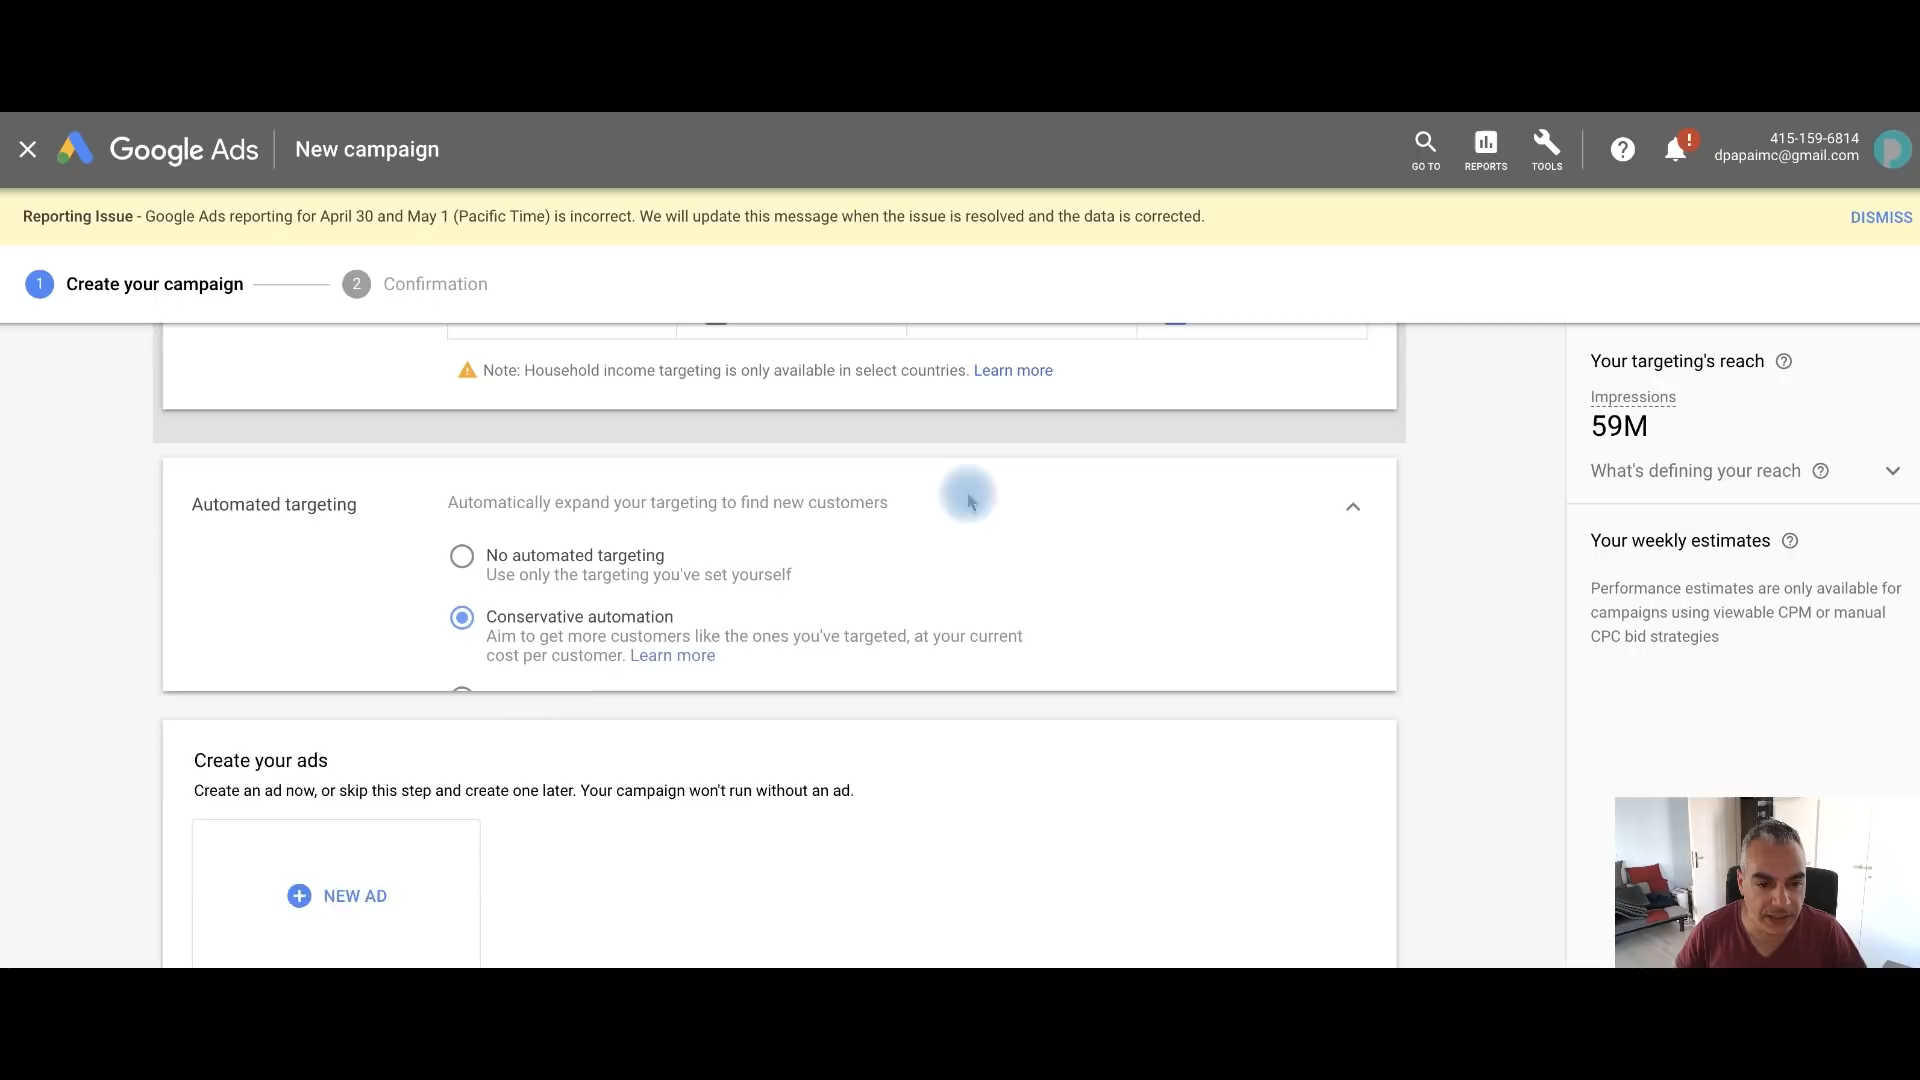 Google Ads
New campaign
GO TO
REPORTS
TOOLS
?
!
415-159-6814
dpapaimc@gmail.com
Reporting Issue - Google Ads reporting for April 30 and May 1 (Pacific Time) is incorrect. We will update this message when the issue is resolved and the data is corrected.
DISMISS
1 Create your campaign
2 Confirmation
Note: Household income targeting is only available in select countries. Learn more
Automated targeting
Automatically expand your targeting to find new customers
No automated targeting
Use only the targeting you've set yourself
Conservative automation
Aim to get more customers like the ones you've targeted, at your current
cost per customer. Learn more
Create your ads
Create an ad now, or skip this step and create one later. Your campaign won't run without an ad.
NEW AD
Your targeting's reach
Impressions
59M
What's defining your reach
Your weekly estimates
Performance estimates are only available for
campaigns using viewable CPM or manual
CPC bid strategies